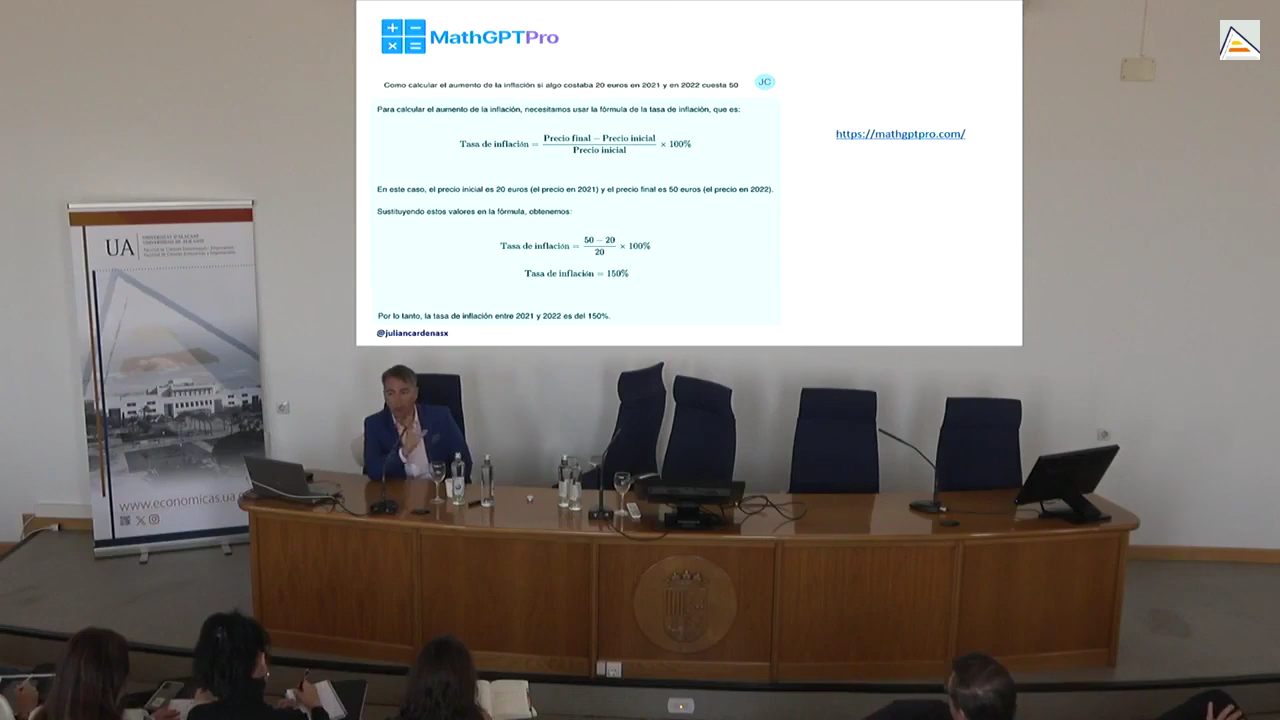 MathGPTPro
Como calcular el aumento de la inflación si algo costaba 20 euros en 2021 y en 2022 cuesta 50
JC
Para calcular el aumento de la inflación, necesitamos usar la fórmula de la tasa de inflación, que es:
Tasa de inflación = Precio final − Precio inicial / Precio inicial × 100%
https://mathgptpro.com/
En este caso, el precio inicial es 20 euros (el precio en 2021) y el precio final es 50 euros (el precio en 2022).
Sustituyendo estos valores en la fórmula, obtenemos:
Tasa de inflación = 50 − 20 / 20 × 100%
Tasa de inflación = 150%
Por lo tanto, la tasa de inflación entre 2021 y 2022 es del 150%.
@juliancardenasx
UA
www.economicas.ua